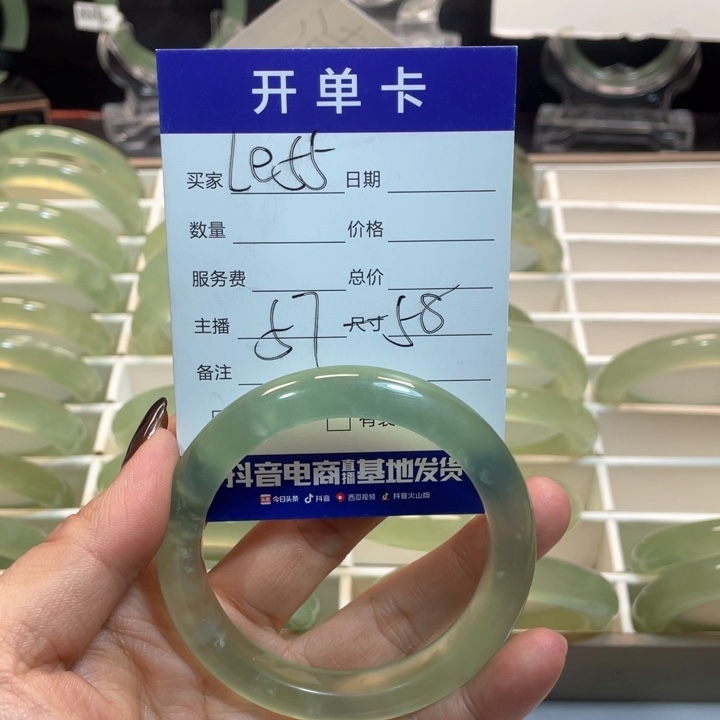 开单卡
买家 Le55 日期
数量 价格
服务费 总价
主播 57 尺寸 58
备注
抖音电商直播基地发货
今日头条 抖音 西瓜视频 抖音火山版